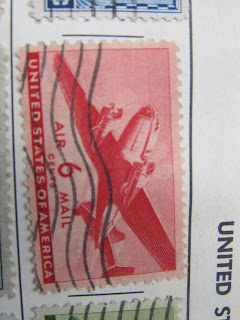 UNITED STATES OF AMERICA
AIR
6
CENTS
MAIL
UNITED S